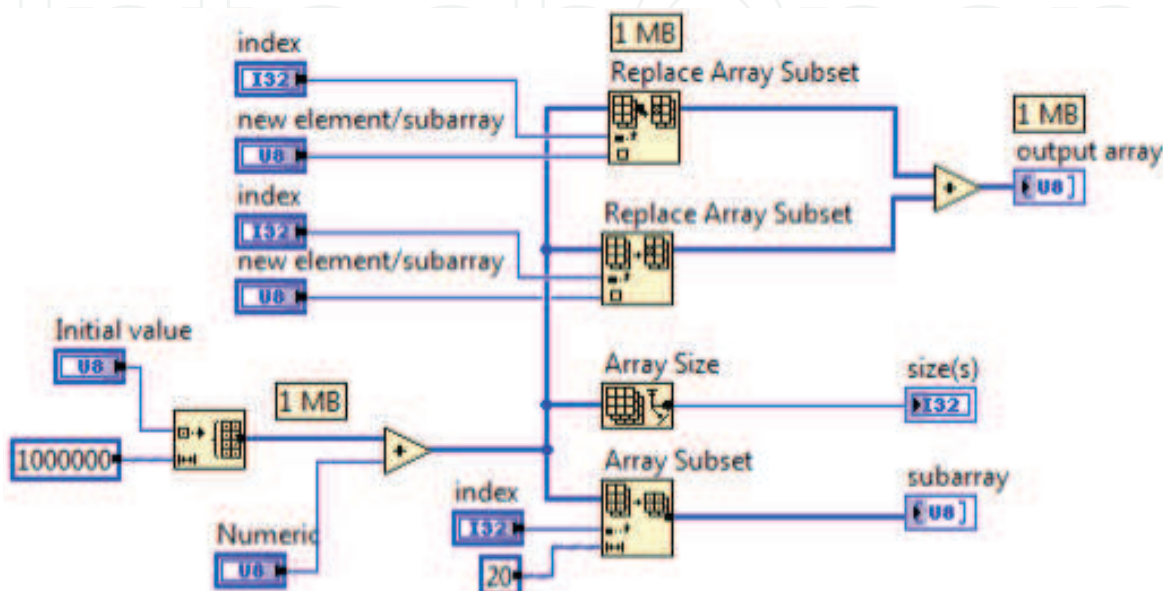 index
I32
new element/subarray
U8
index
I32
new element/subarray
U8
1 MB
Replace Array Subset
1 MB
output array
U8
Replace Array Subset
Initial value
U8
1000000
1 MB
Numeric
U8
Array Size
size(s)
I32
Array Subset
index
I32
20
subarray
U8